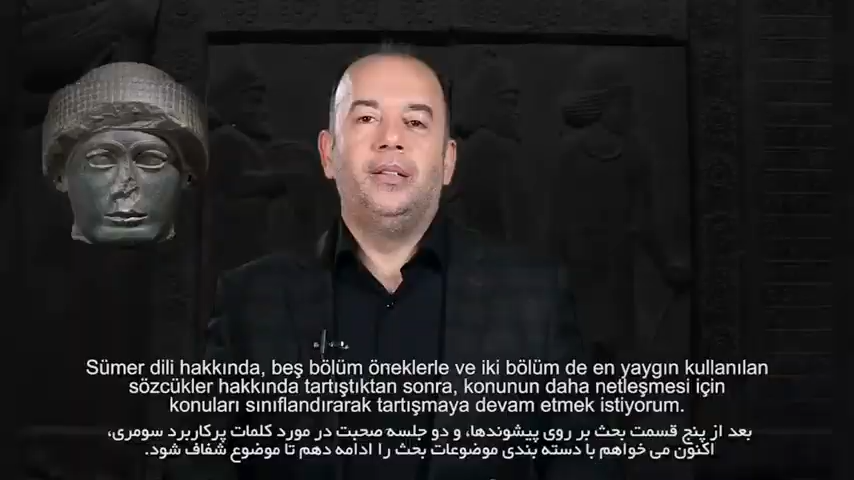 Sümer dili hakkında, beş bölüm öneklerle ve iki bölüm de en yaygın kullanılan
sözcükler hakkında tartıştıktan sonra, konunun daha netleşmesi için
konuları sınıflandırarak tartışmaya devam etmek istiyorum.
بعد از پنج قسمت بحث بر روی پیشوندها، و دو جلسه صحبت در مورد کلمات پرکاربرد سومری،
اکنون می خواهم با دسته بندی موضوعات بحث را ادامه دهم تا موضوع شفاف شود.